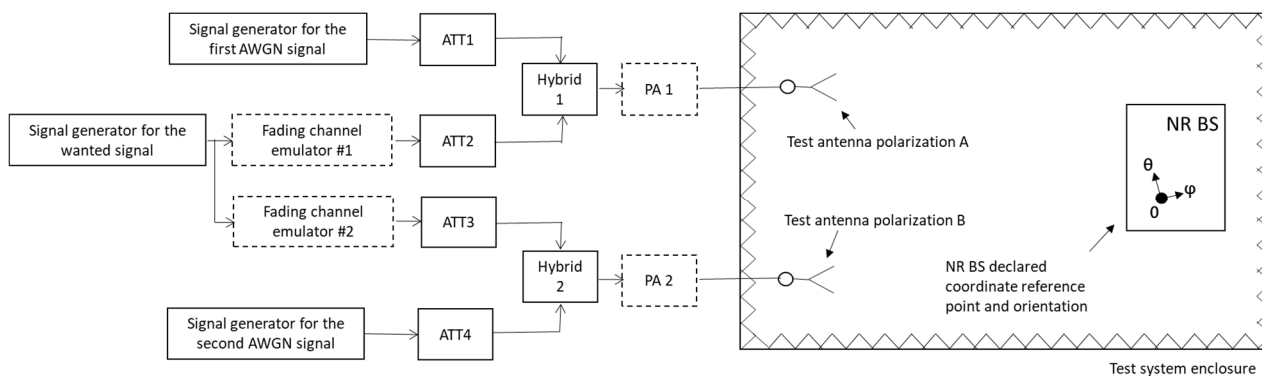 Signal generator for the
first AWGN signal
ATT1
Hybrid
1
PA 1
Signal generator for the
wanted signal
Fading channel
emulator #1
ATT2
Fading channel
emulator #2
ATT3
Hybrid
2
PA 2
Signal generator for the
second AWGN signal
ATT4
Test antenna polarization A
Test antenna polarization B
NR BS
θ
φ
0
NR BS declared
coordinate reference
point and orientation
Test system enclosure